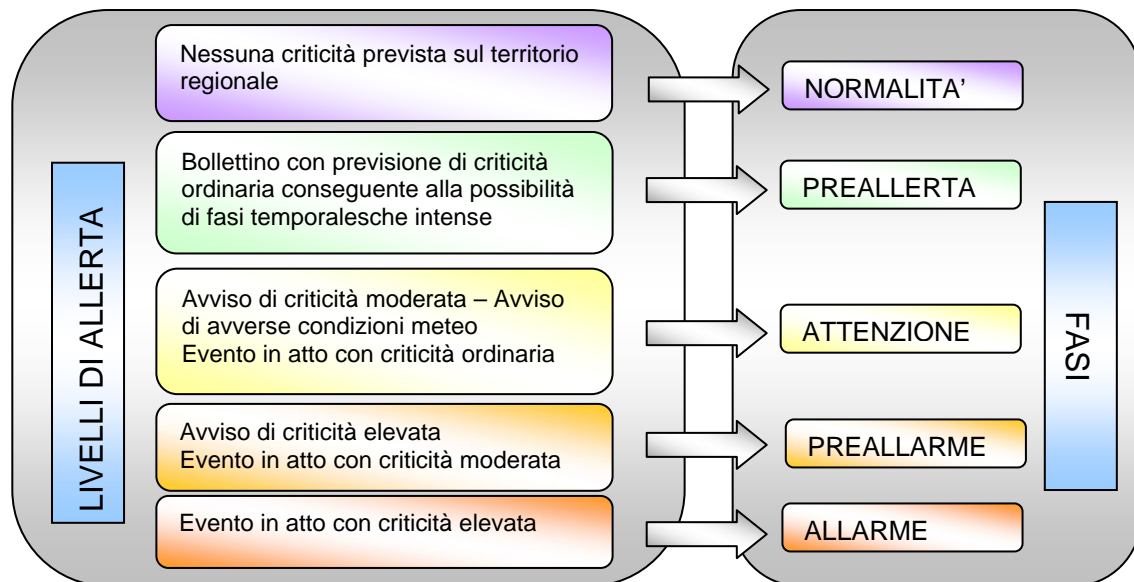 LIVELLI DI ALLERTA
Nessuna criticità prevista sul territorio
regionale
NORMALITA’
Bollettino con previsione di criticità
ordinaria conseguente alla possibilità
di fasi temporalesche intense
PREALLERTA
Avviso di criticità moderata – Avviso
di avverse condizioni meteo
Evento in atto con criticità ordinaria
ATTENZIONE
Avviso di criticità elevata
Evento in atto con criticità moderata
PREALLARME
Evento in atto con criticità elevata
ALLARME
FASI